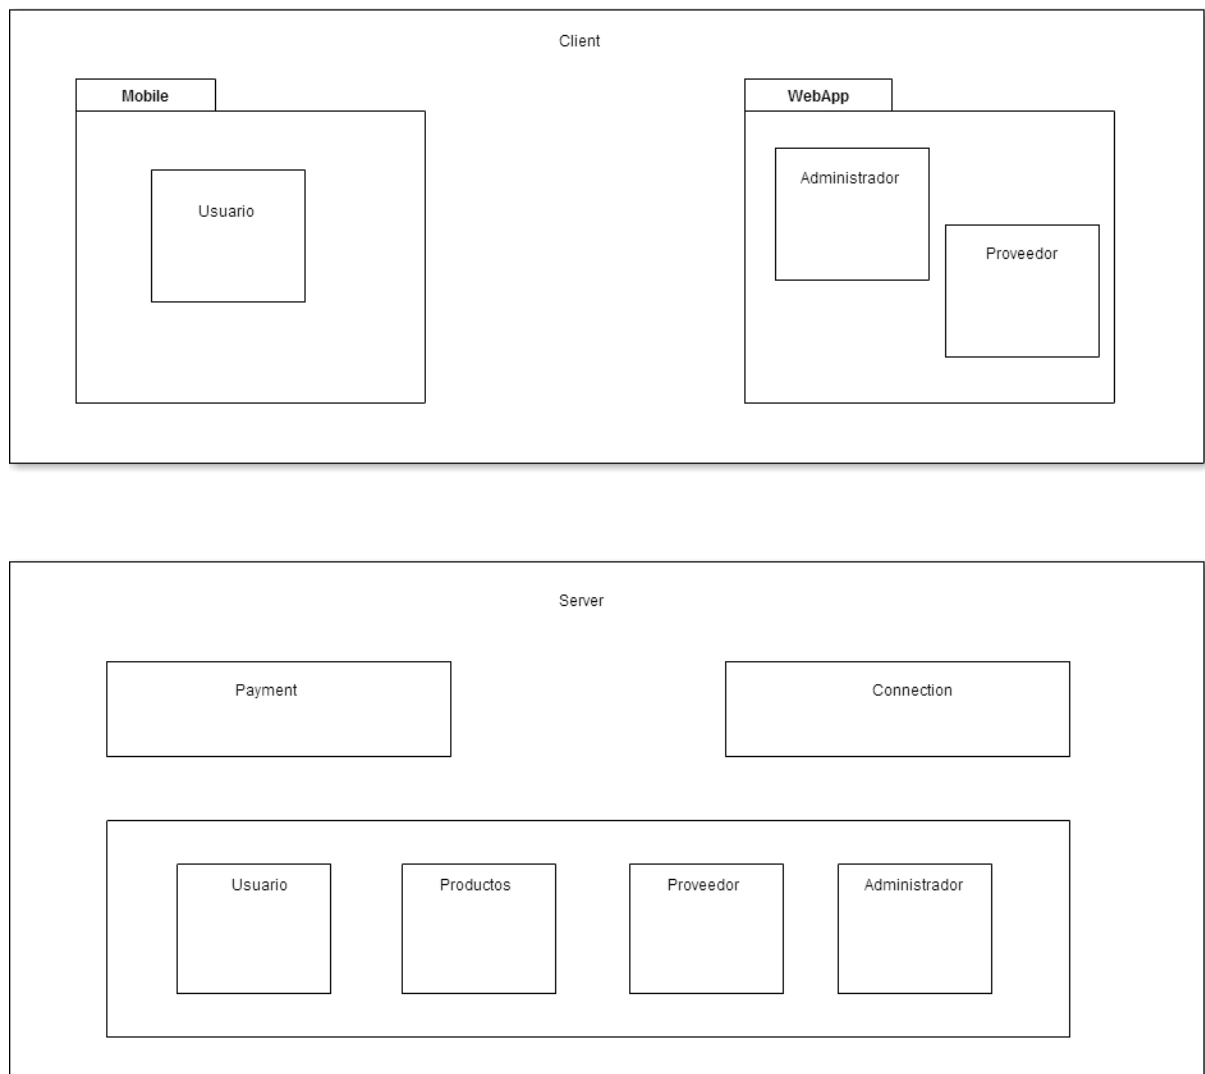 Client
Mobile
WebApp
Usuario
Administrador
Proveedor
Server
Payment
Connection
Usuario
Productos
Proveedor
Administrador